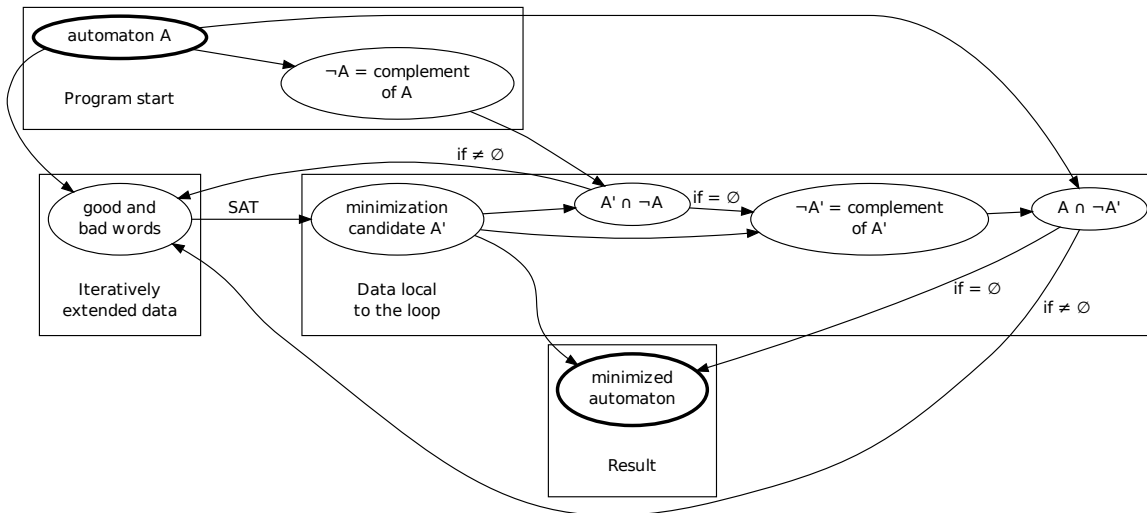 automaton A
¬A = complement
of A
Program start
if ≠ ∅
good and
bad words
SAT
minimization
candidate A'
A' ∩ ¬A
if = ∅
¬A' = complement
of A'
A ∩ ¬A'
Iteratively
extended data
Data local
to the loop
if = ∅
if ≠ ∅
minimized
automaton
Result